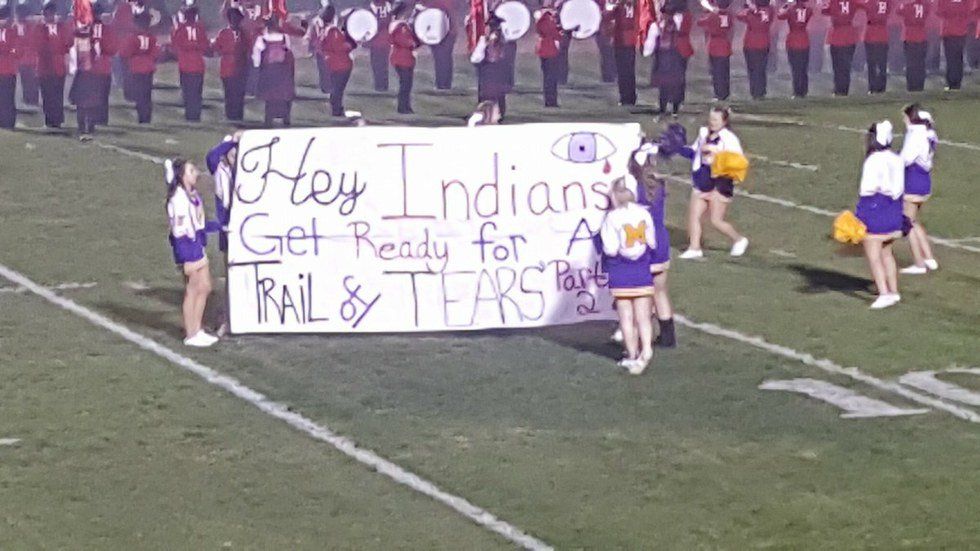 Hey Indians
Get Ready for A
TRAIL of TEARS" Part
2
M